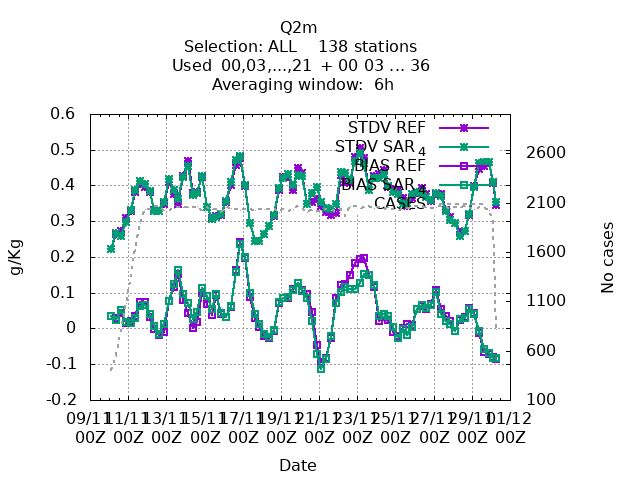 Q2m
Selection: ALL    138 stations
Used  00,03,...,21  + 00 03 ... 36
Averaging window:  6h
g/Kg
0.6
0.5
0.4
0.3
0.2
0.1
0
-0.1
-0.2
STDV REF
STDV SAR4
BIAS REF
BIAS SAR4
CASES
No cases
2600
2100
1600
1100
600
100
09/11 11/11 13/11 15/11 17/11 19/11 21/11 23/11 25/11 27/11 29/11 01/12
00Z 00Z 00Z 00Z 00Z 00Z 00Z 00Z 00Z 00Z 00Z 00Z
Date